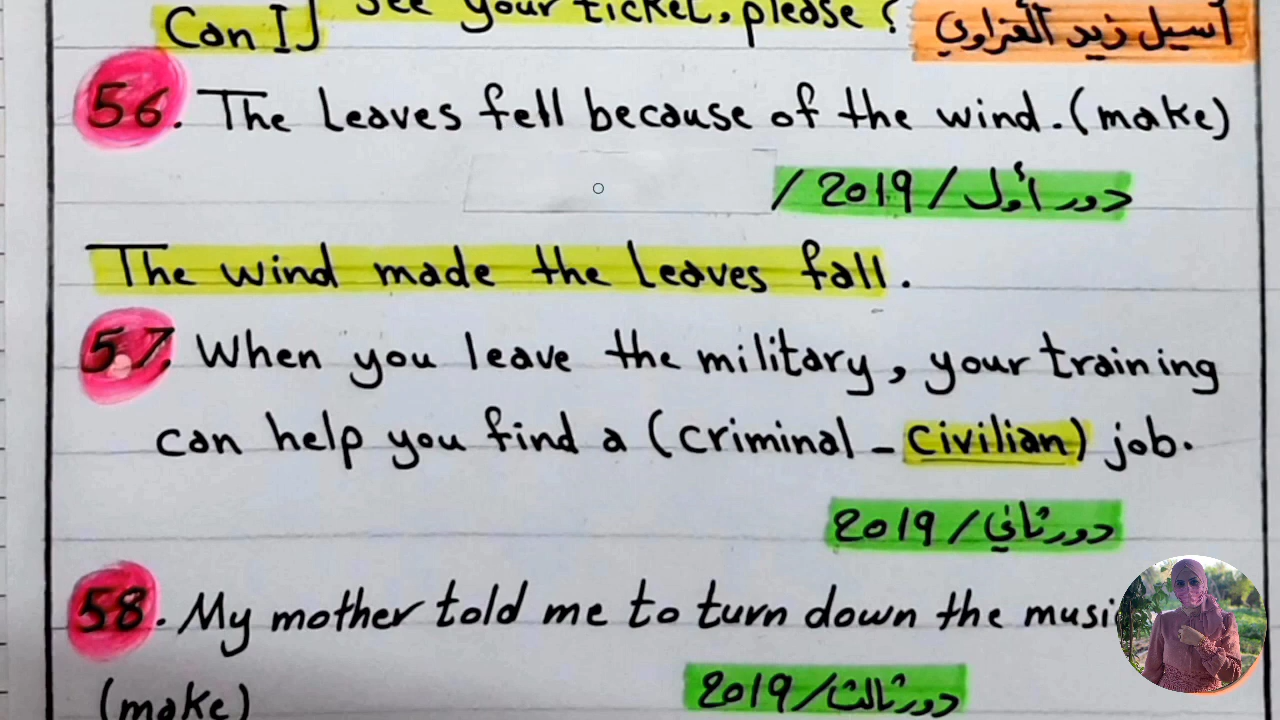 Can I] see your ticket, please?
أسيل زيد العزاوي
56. The leaves fell because of the wind. (make)
دور أول / 2019 /
The wind made the leaves fall.
57. When you leave the military, your training
can help you find a (criminal - civilian) job.
دور ثاني / 2019
58. My mother told me to turn down the music
(make)
دور ثالث / 2019